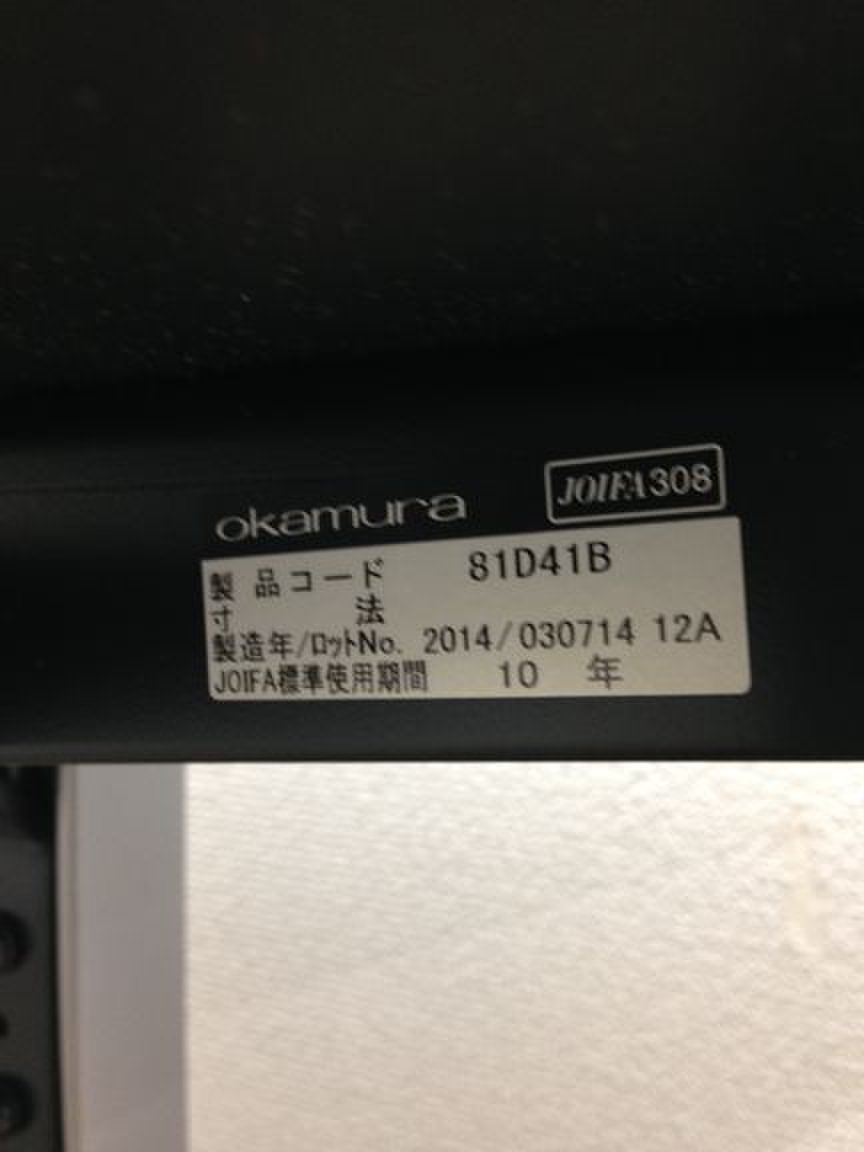 okamura
JOIFA308
製品コード 81D41B
寸法
製造年/ロットNo. 2014/030714 12A
JOIFA標準使用期間 10 年